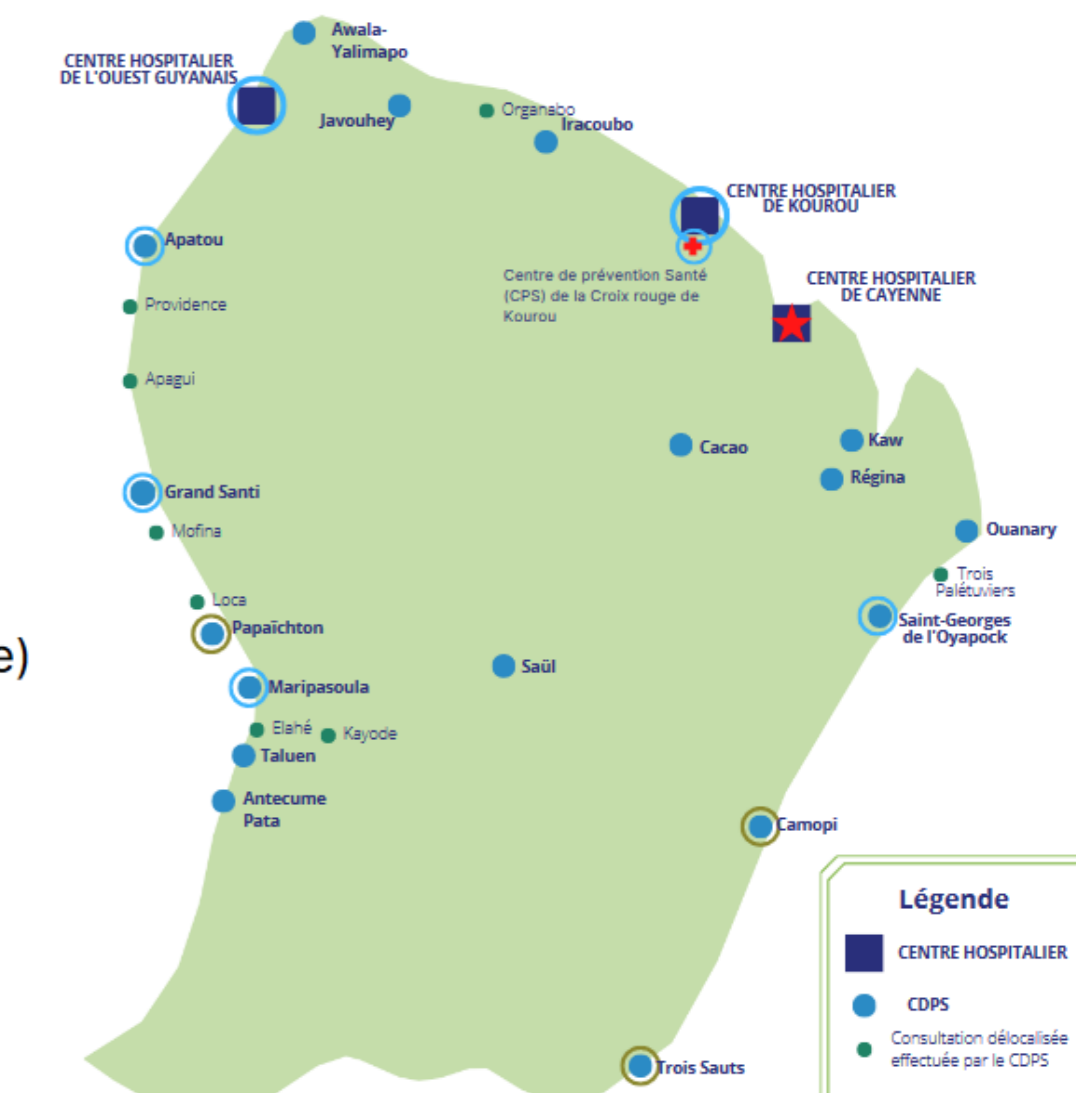 Awala-
Yalimapo
CENTRE HOSPITALIER
DE L'OUEST GUYANAIS
Javouhey
Organabo
Iracoubo
CENTRE HOSPITALIER
DE KOUROU
Apatou
Centre de prévention Santé
(CPS) de la Croix rouge de
Kourou
CENTRE HOSPITALIER
DE CAYENNE
Providence
Apagui
Cacao
Kaw
Régina
Grand Santi
Mofina
Ouanary
Trois
Palétuviers
Loca
Papaïchton
Saint-Georges
de l'Oyapock
e)
Saül
Maripasoula
Elahé
Kayode
Taluen
Antecume
Pata
Camopi
Légende
CENTRE HOSPITALIER
CDPS
Consultation délocalisée
effectuée par le CDPS
Trois Sauts